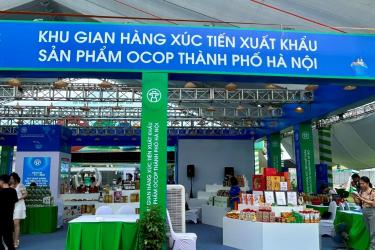 KHU GIAN HÀNG XÚC TIẾN XUẤT KHẨU
SẢN PHẨM OCOP THÀNH PHỐ HÀ NỘI
KHU GIAN HÀNG XÚC TIẾN XUẤT KHẨU
SẢN PHẨM OCOP THÀNH PHỐ HÀ NỘI